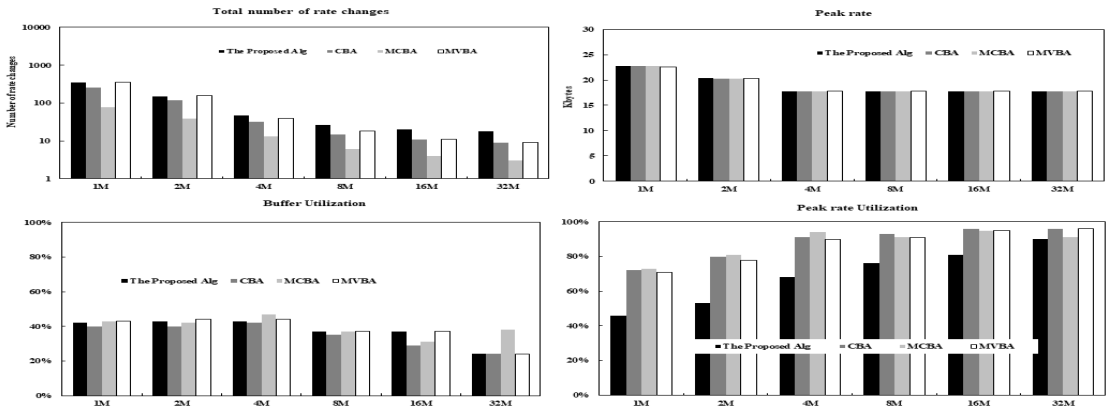 Total number of rate changes
10000
1000
100
10
1
Number of rate changes
The Proposed Alg CBA MCBA MVBA
1M 2M 4M 8M 16M 32M
Peak rate
30
25
20
15
10
5
0
Kbytes
The Proposed Alg CBA MCBA MVBA
1M 2M 4M 8M 16M 32M
Buffer Utilization
100%
80%
60%
40%
20%
0%
The Proposed Alg CBA MCBA MVBA
1M 2M 4M 8M 16M 32M
Peak rate Utilization
100%
80%
60%
40%
20%
0%
The Proposed Alg CBA MCBA MVBA
1M 2M 4M 8M 16M 32M